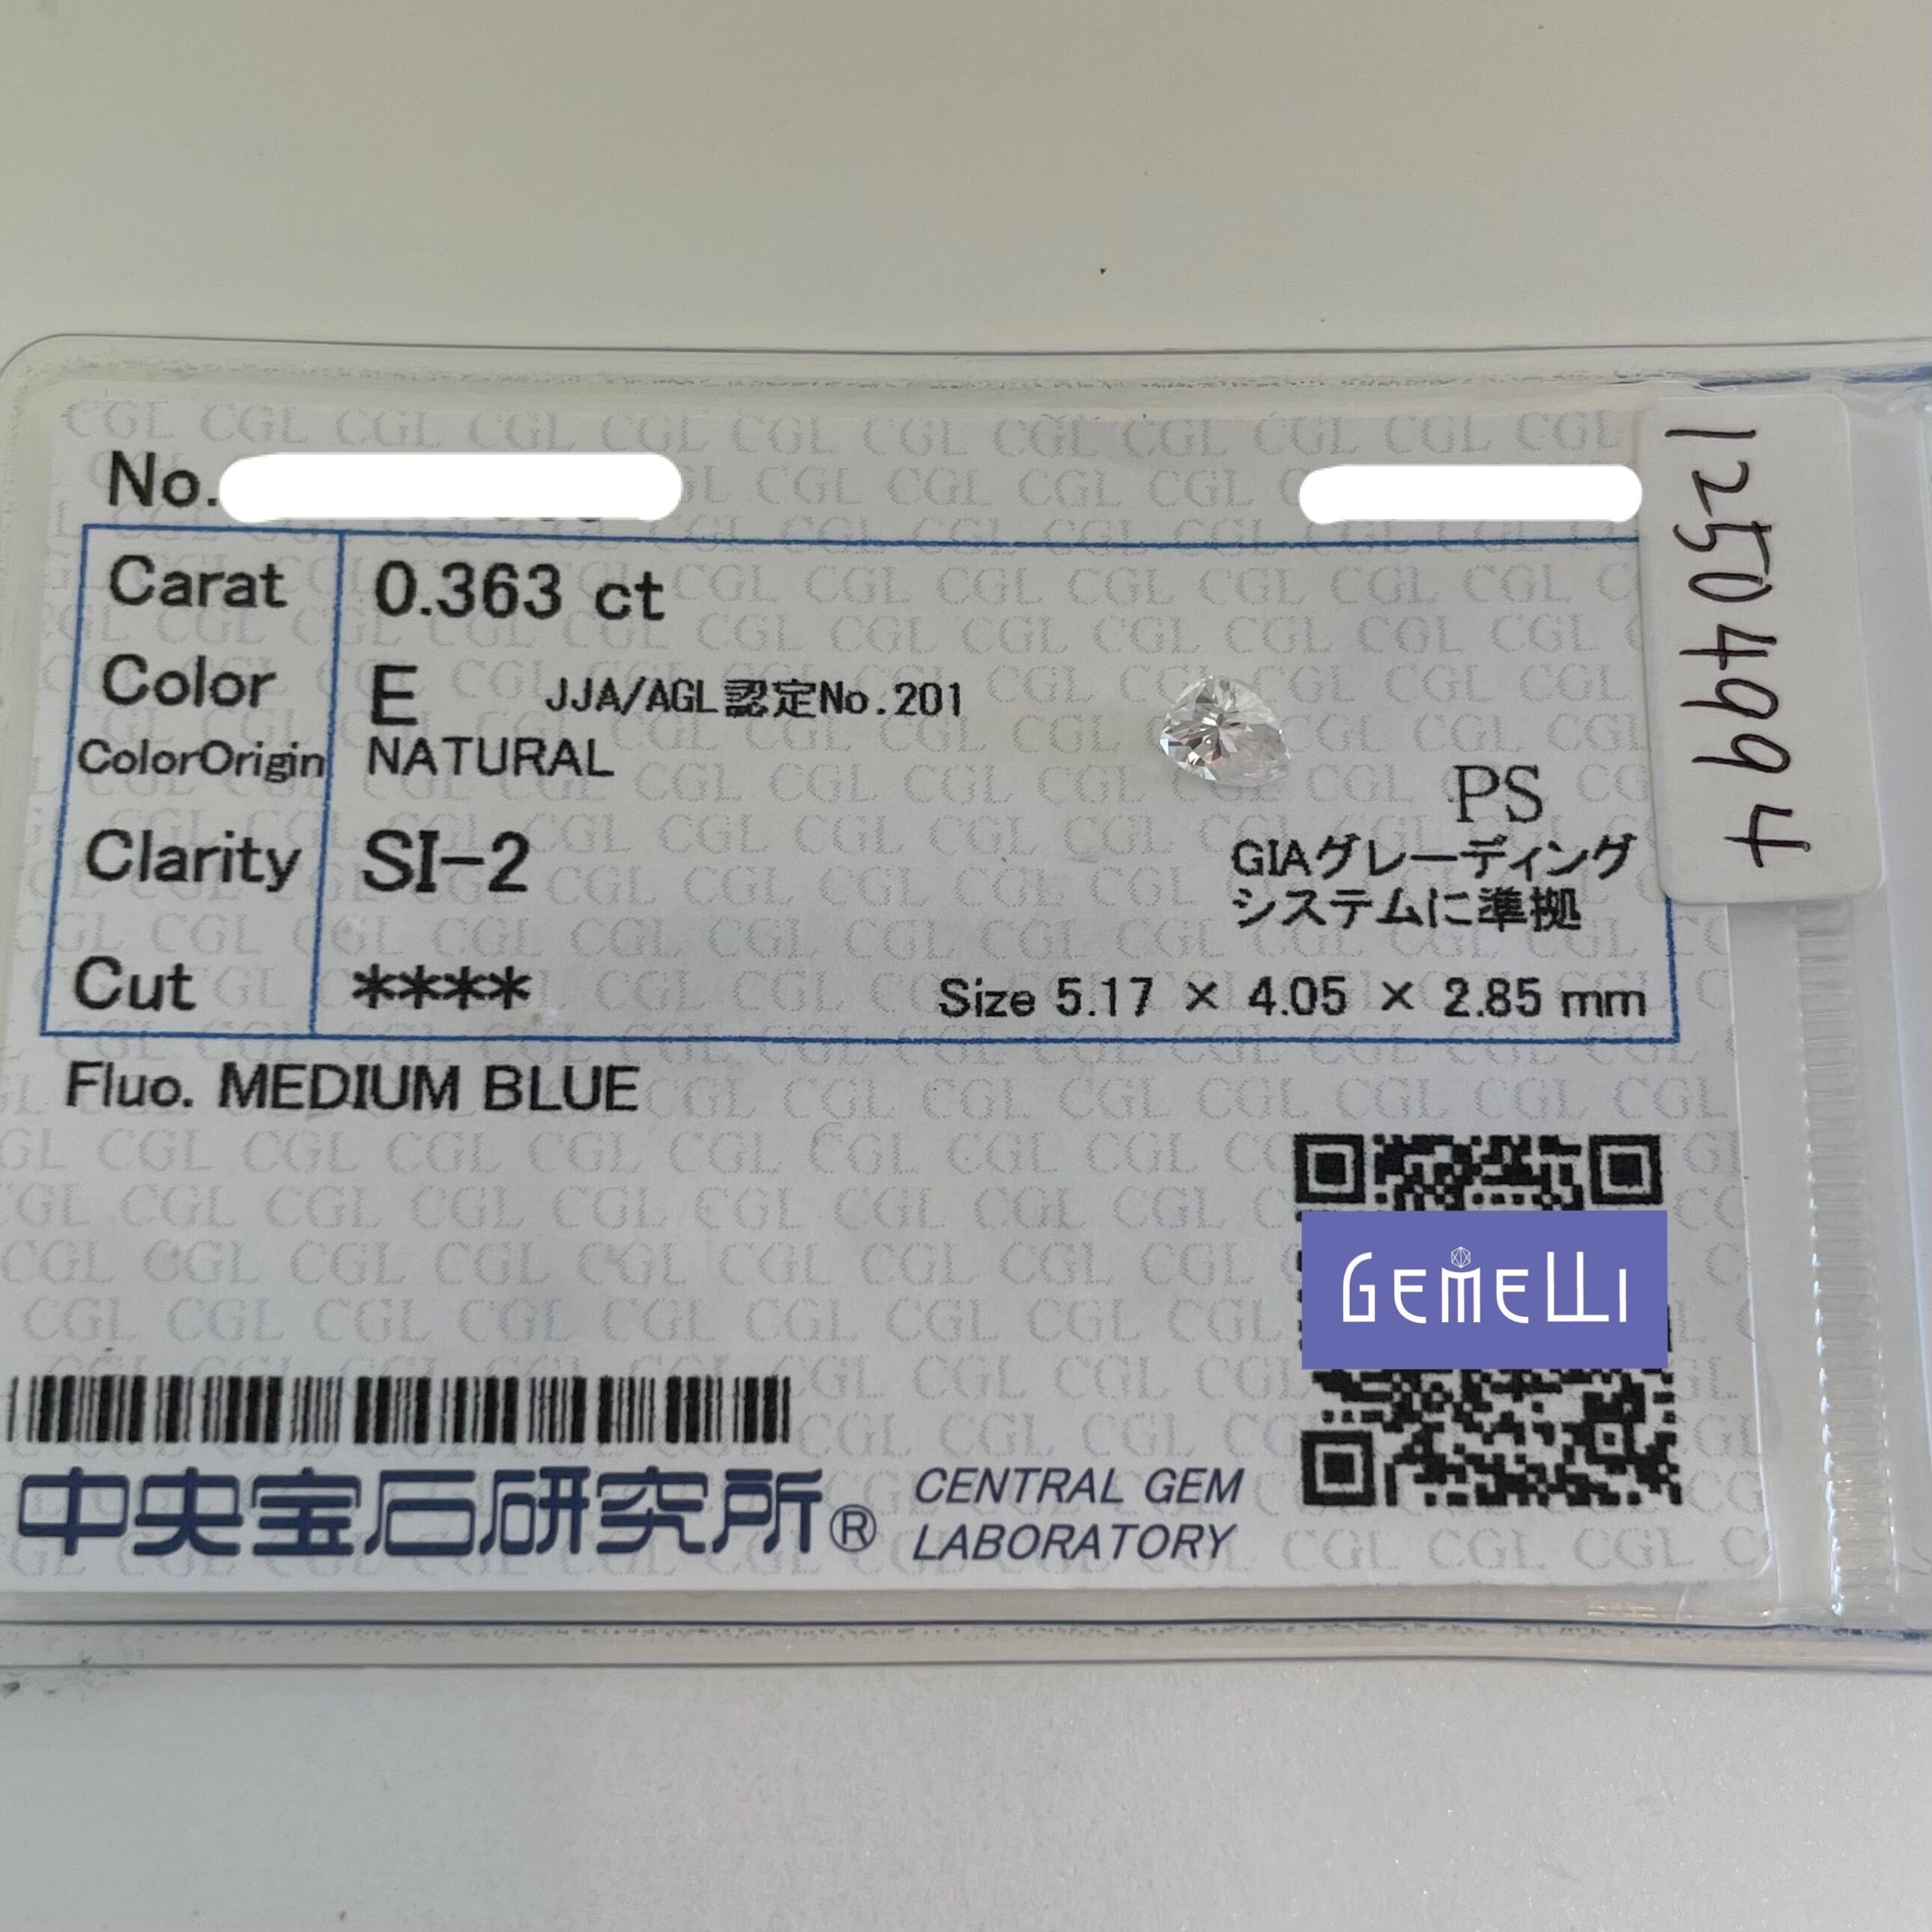 No.
Carat 0.363 ct
Color E JJA/AGL認定No.201
ColorOrigin NATURAL
PS
Clarity SI-2
GIAグレーディング
システムに準拠
Cut ****
Size 5.17 × 4.05 × 2.85 mm
Fluo. MEDIUM BLUE
GEMELLI
中央宝石研究所®
CENTRAL GEM
LABORATORY
12504994